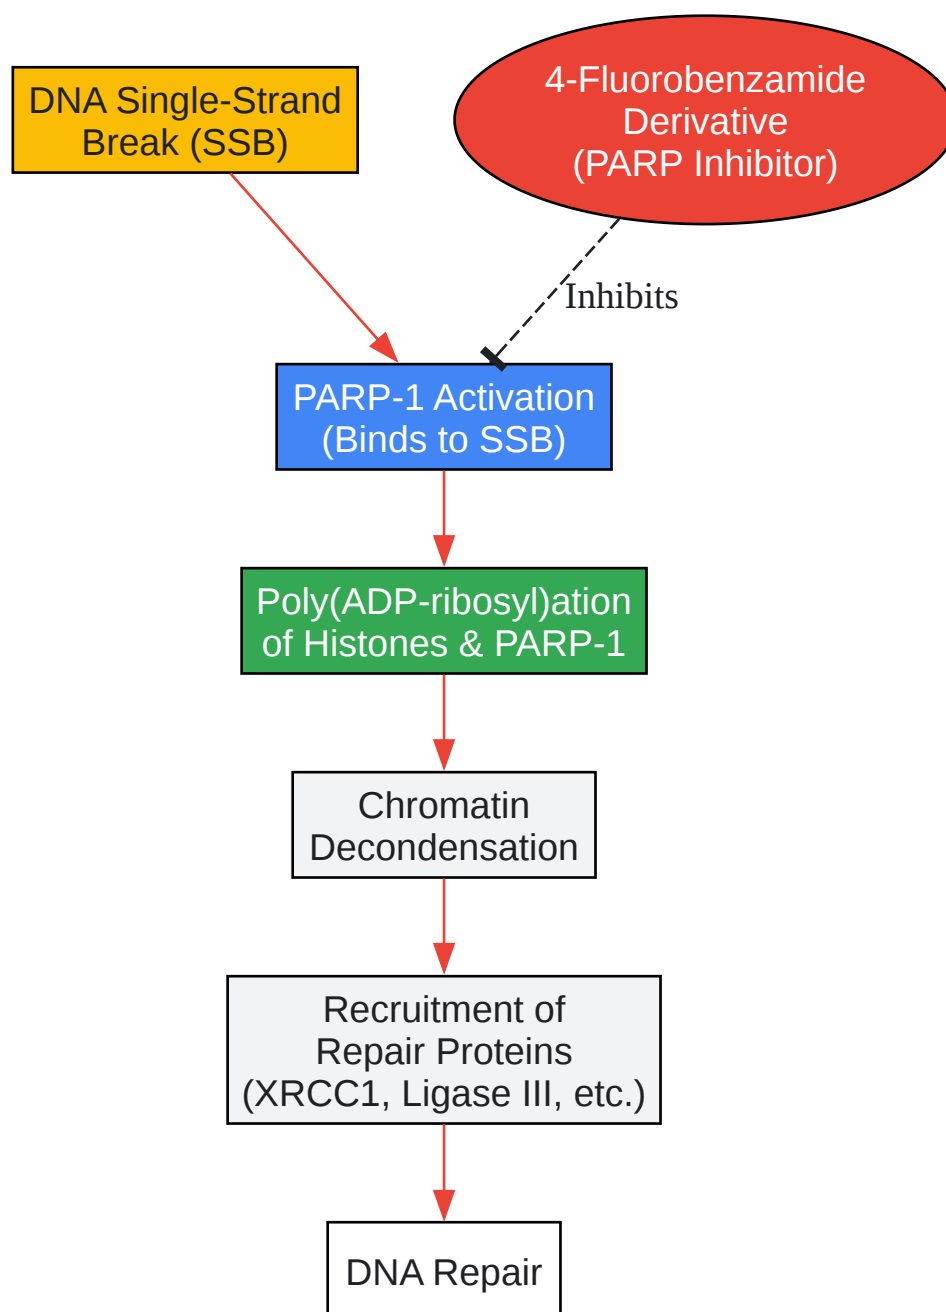 DNA Single-Strand
Break (SSB)
4-Fluorobenzamide
Derivative
(PARP Inhibitor)
Inhibits
PARP-1 Activation
(Binds to SSB)
Poly(ADP-ribosyl)ation
of Histones & PARP-1
Chromatin
Decondensation
Recruitment of
Repair Proteins
(XRCC1, Ligase III, etc.)
DNA Repair